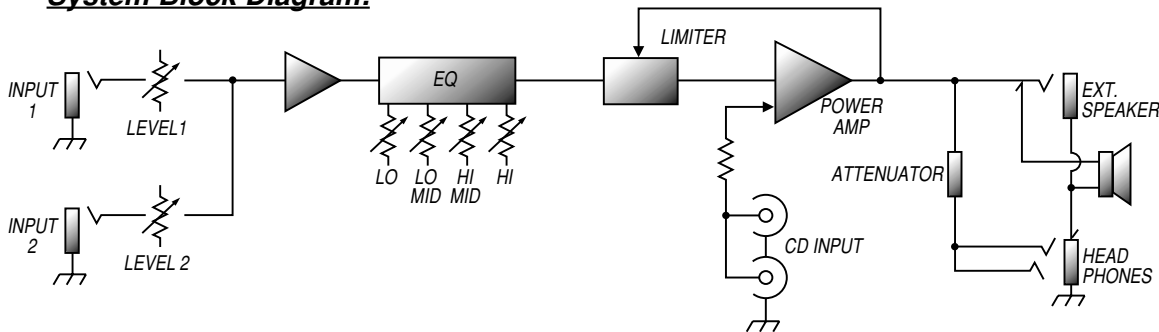 System Block Diagram:
LIMITER
INPUT
1
LEVEL1
EQ
LO
LO
MID
HI
MID
HI
POWER
AMP
EXT.
SPEAKER
ATTENUATOR
INPUT
2
LEVEL 2
CD INPUT
HEAD
PHONES